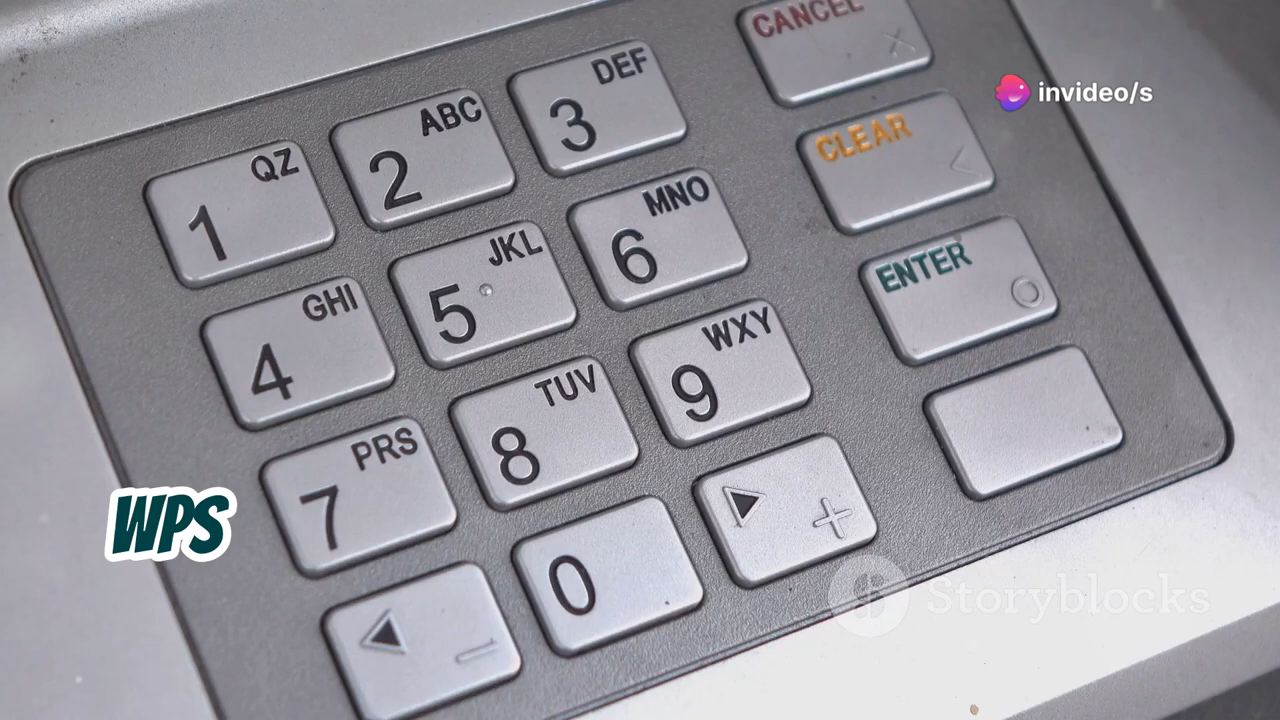 CANCEL
invideo/s
DEF
3
ABC
2
QZ
1
CLEAR
MNO
6
JKL
5
GHI
4
ENTER
WXY
9
TUV
8
PRS
7
WPS
0
Storyblocks